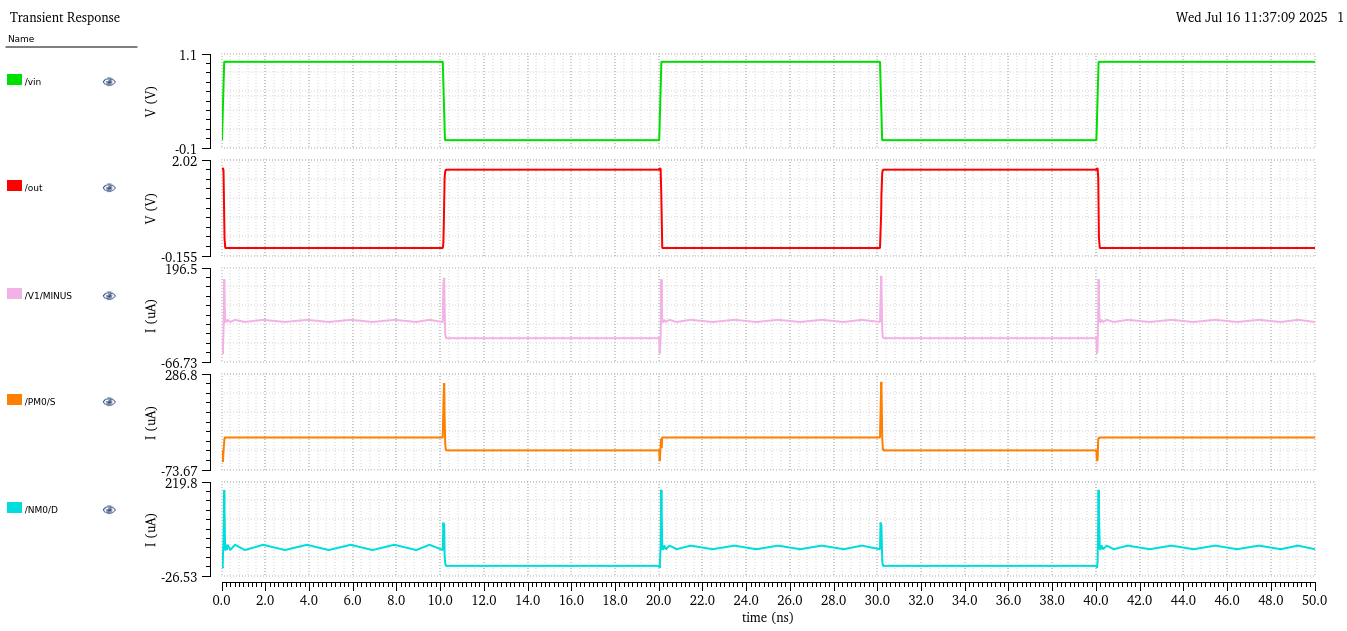 Transient Response
Wed Jul 16 11:37:09 2025 1
Name
/vin
V (V)
1.1
-0.1
/out
V (V)
2.02
-0.155
/V1/MINUS
I (uA)
196.5
-66.73
/PM0/S
I (uA)
286.8
-73.67
/NM0/D
I (uA)
219.8
-26.53
0.0 2.0 4.0 6.0 8.0 10.0 12.0 14.0 16.0 18.0 20.0 22.0 24.0 26.0 28.0 30.0 32.0 34.0 36.0 38.0 40.0 42.0 44.0 46.0 48.0 50.0
time (ns)